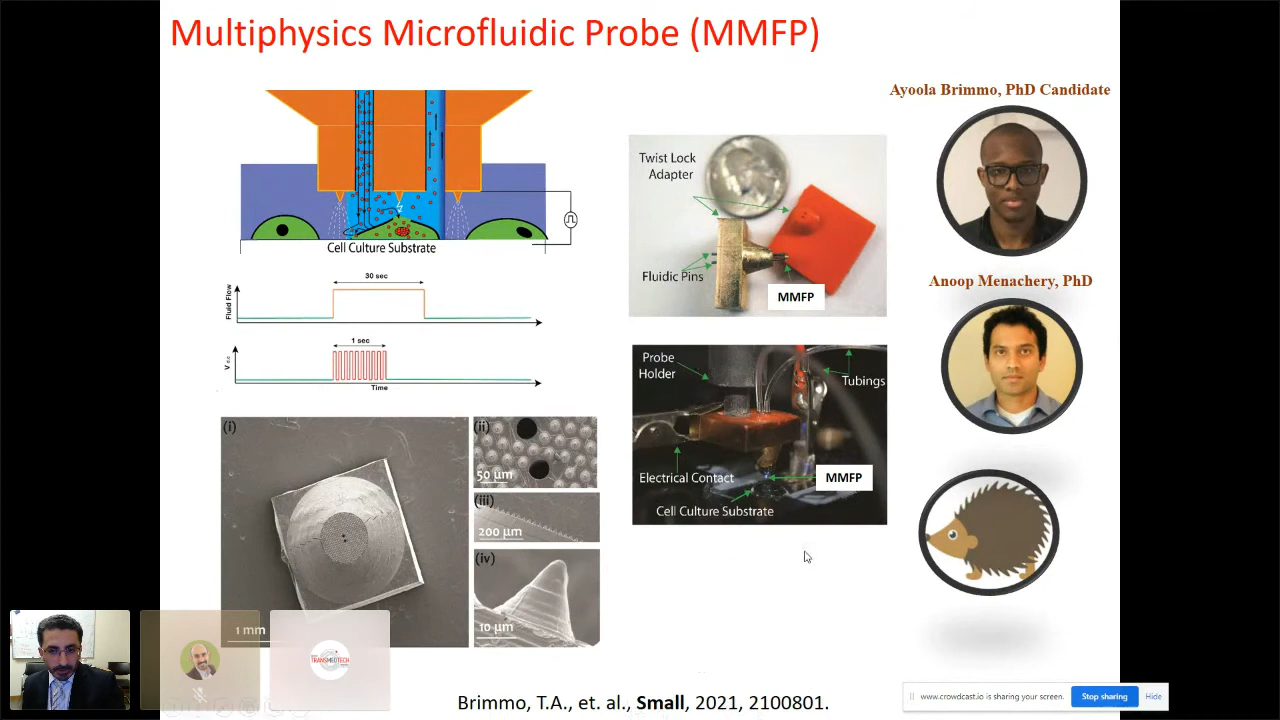 Multiphysics Microfluidic Probe (MMFP)
Cell Culture Substrate
30 sec
Fluid Flow
1 sec
V D.C
Time
(i)
1 mm
(ii)
50 µm
(iii)
200 µm
(iv)
10 µm
Twist Lock
Adapter
Fluidic Pins
MMFP
Probe
Holder
Tubings
Electrical Contact
MMFP
Cell Culture Substrate
Ayoola Brimmo, PhD Candidate
Anoop Menachery, PhD
TRANSMEDTECH
Brimmo, T.A., et. al., Small, 2021, 2100801.
www.crowdcast.io is sharing your screen.
Stop sharing
Hide